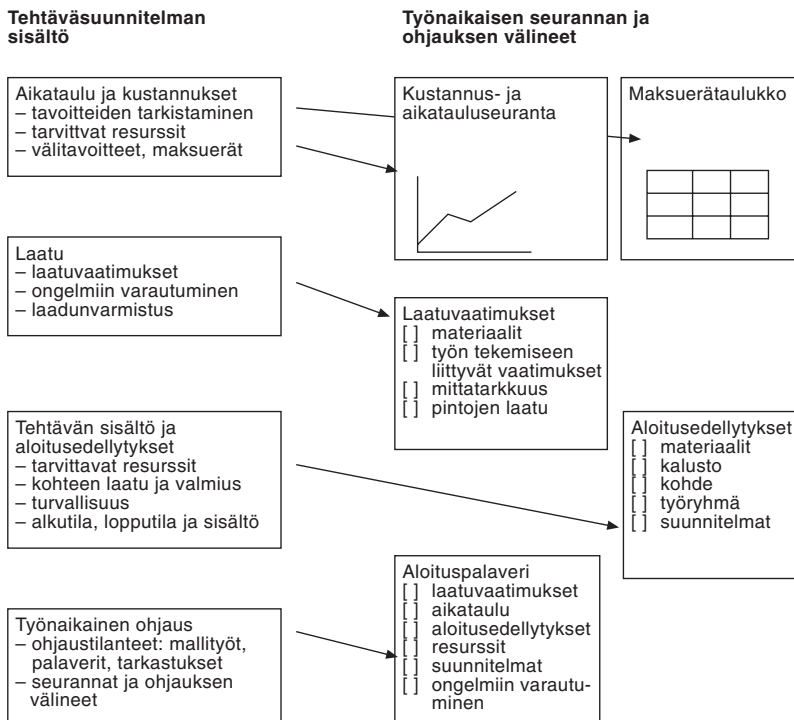 Tehtäväsuunnitelman
sisältö
Työnaikaisen seurannan ja
ohjauksen välineet
Aikataulu ja kustannukset
– tavoitteiden tarkistaminen
– tarvittvat resurssit
– välitavoitteet, maksuerät
Kustannus- ja
aikatauluseuranta
Maksuerätaulukko
Laatu
– laatuvaatimukset
– ongelmiin varautuminen
– laadunvarmistus
Laatuvaatimukset
[ ] materiaalit
[ ] työn tekemiseen
liittyvät vaatimukset
[ ] mittatarkkuus
[ ] pintojen laatu
Tehtävän sisältö ja
aloitusedellytykset
– tarvittavat resurssit
– kohteen laatu ja valmius
– turvallisuus
– alkutila, lopputila ja sisältö
Aloitusedellytykset
[ ] materiaalit
[ ] kalusto
[ ] kohde
[ ] työryhmä
[ ] suunnitelmat
Työnaikainen ohjaus
– ohjaustilanteet: mallityöt,
palaverit, tarkastukset
– seurannat ja ohjauksen
välineet
Aloituspalaveri
[ ] laatuvaatimukset
[ ] aikataulu
[ ] aloitusedellytykset
[ ] resurssit
[ ] suunnitelmat
[ ] ongelmiin varautu-
minen